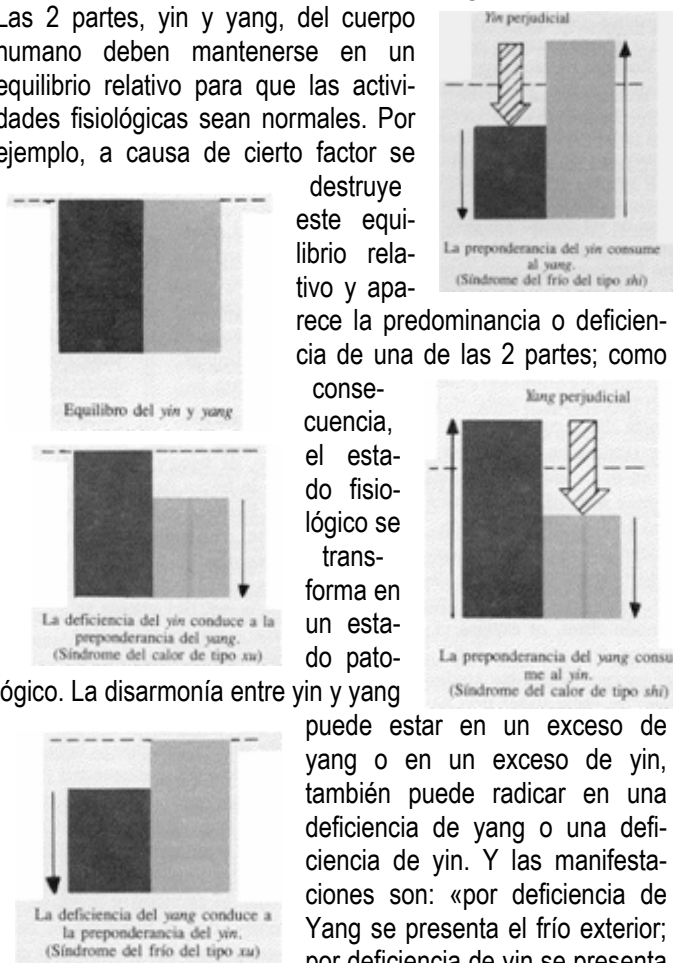 Las 2 partes, yin y yang, del cuerpo
humano deben mantenerse en un
equilibrio relativo para que las activi-
dades fisiológicas sean normales. Por
ejemplo, a causa de cierto factor se
destruye
este equi-
librio rela-
tivo y apa-
rece la predominancia o deficien-
cia de una de las 2 partes; como
conse-
cuencia,
el esta-
do fisio-
lógico se
trans-
forma en
un esta-
do pato-
lógico. La disarmonía entre yin y yang
puede estar en un exceso de
yang o en un exceso de yin,
también puede radicar en una
deficiencia de yang o una defi-
ciencia de yin. Y las manifesta-
ciones son: «por deficiencia de
Yang se presenta el frío exterior;
por deficiencia de yin se presenta
Yin perjudicial
La preponderancia del yin consume
al yang.
(Síndrome del frío del tipo shi)
Equilibro del yin y yang
Yang perjudicial
La preponderancia del yang consu
me al yin.
(Síndrome del calor de tipo shi)
La deficiencia del yin conduce a la
preponderancia del yang.
(Síndrome del calor de tipo xu)
La deficiencia del yang conduce a
la preponderancia del yin.
(Síndrome del frío del tipo xu)